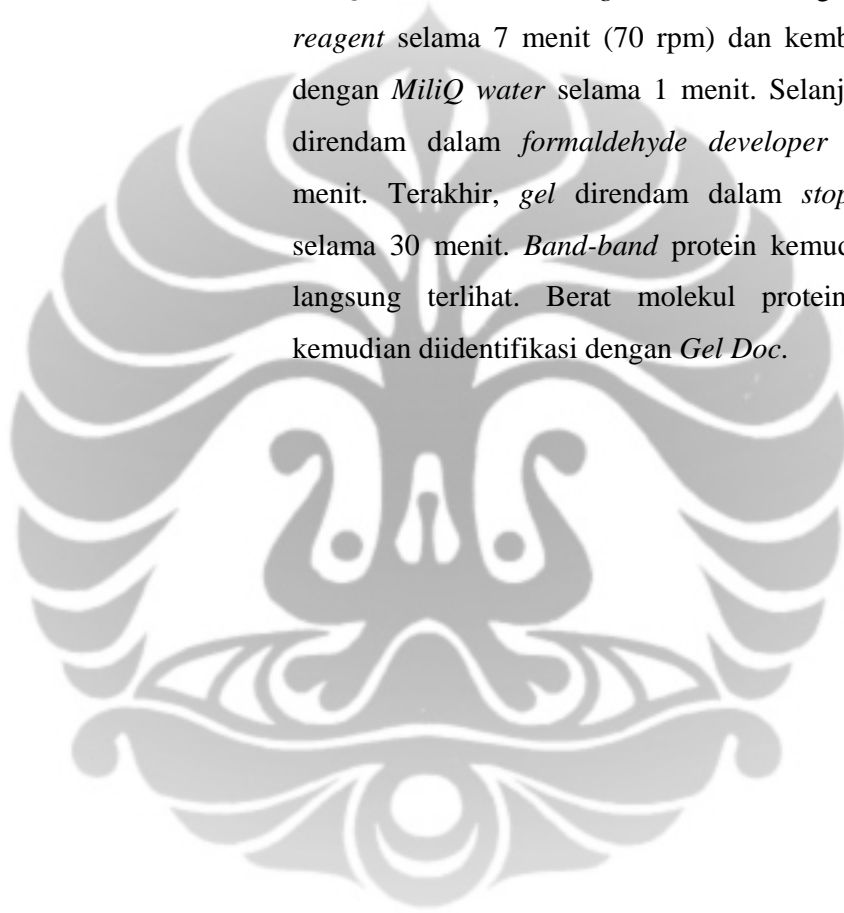 reagent selama 7 menit (70 rpm) dan kemb
dengan MiliQ water selama 1 menit. Selanj
direndam dalam formaldehyde developer
menit. Terakhir, gel direndam dalam stop
selama 30 menit. Band-band protein kemud
langsung terlihat. Berat molekul protein
kemudian diidentifikasi dengan Gel Doc.